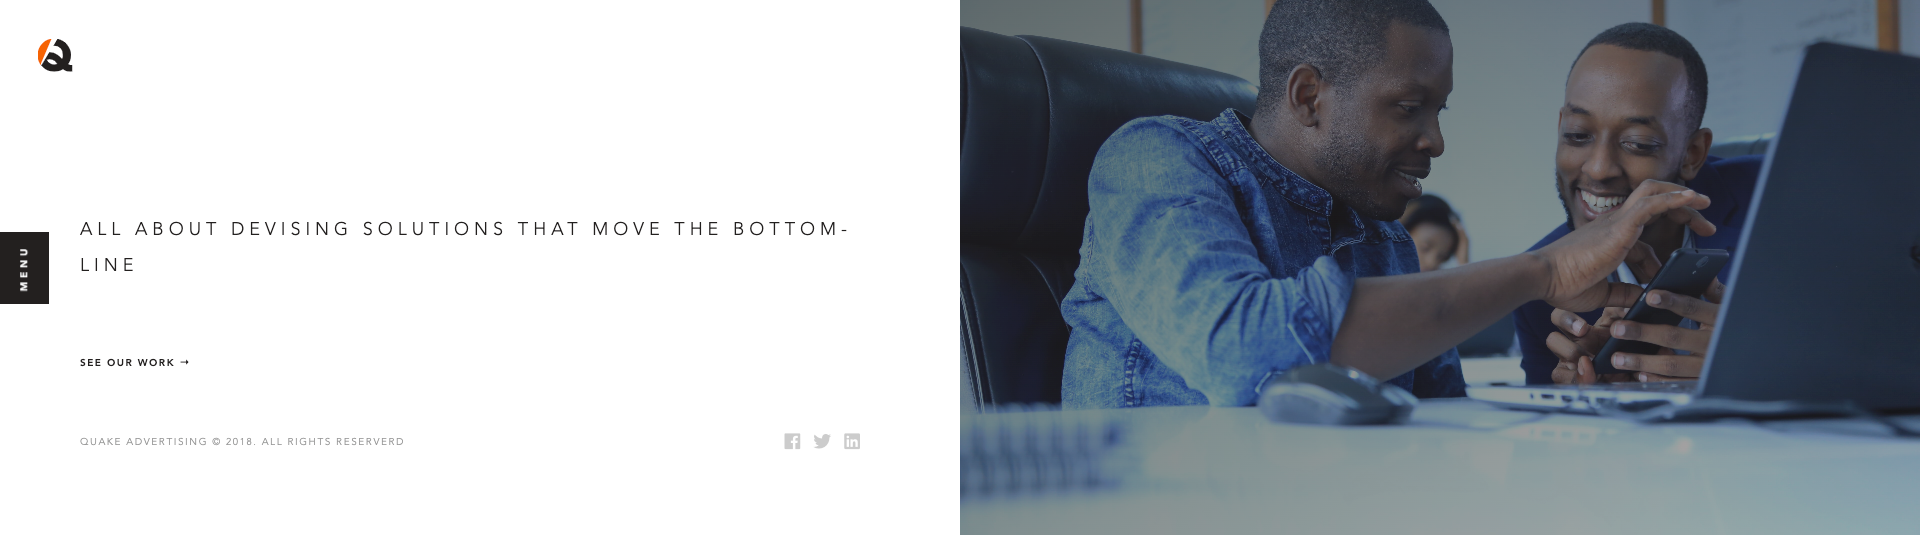 Q
ALL ABOUT DEVISING SOLUTIONS THAT MOVE THE BOTTOM-
LINE
MENU
SEE OUR WORK →
QUAKE ADVERTISING © 2018. ALL RIGHTS RESERVERD